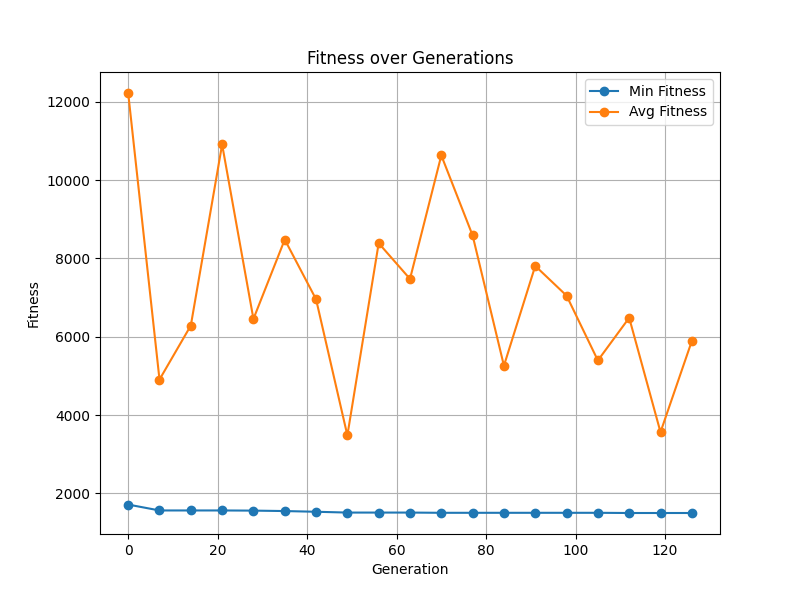 Fitness over Generations
Min Fitness
Avg Fitness
12000
10000
8000
6000
4000
2000
Fitness
0 20 40 60 80 100 120
Generation